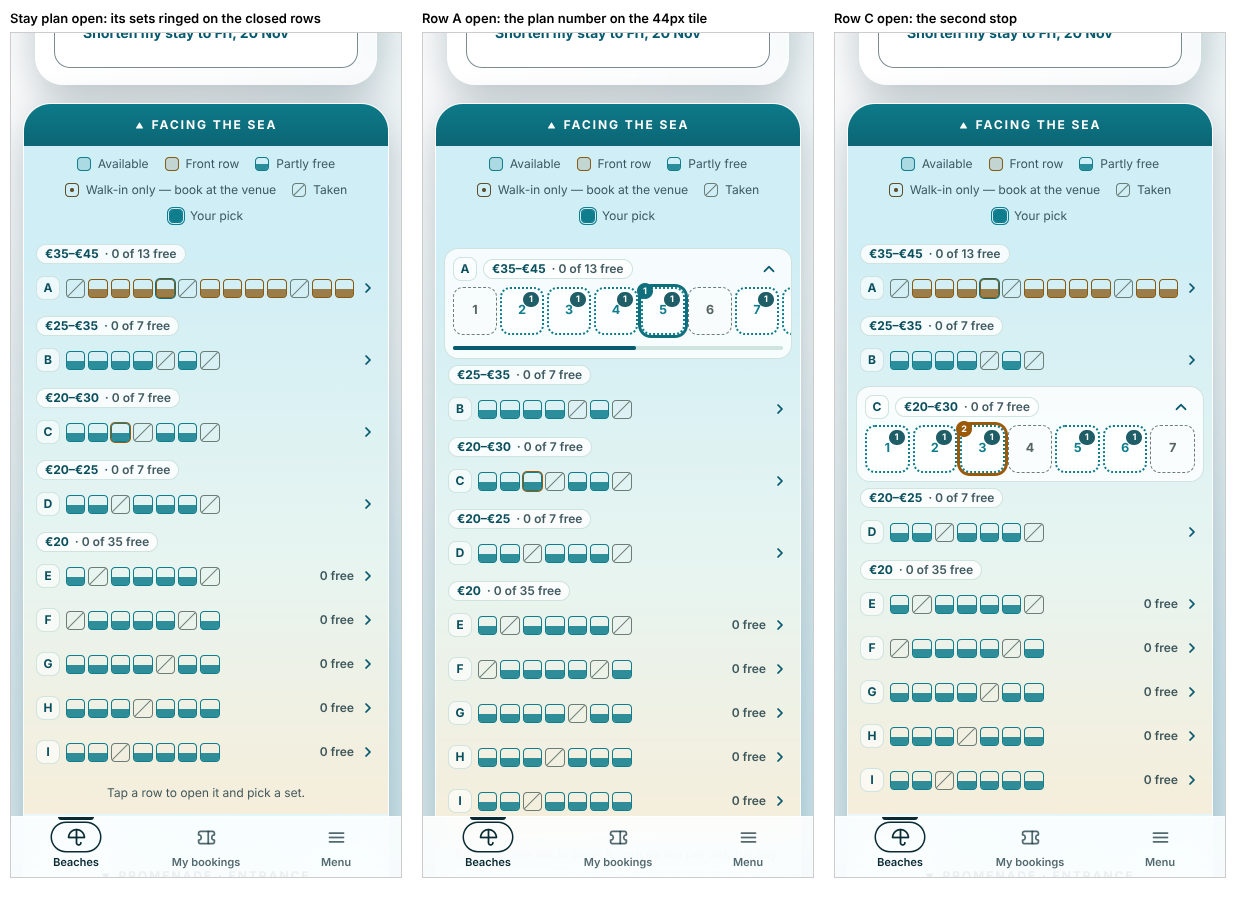 Stay plan open: its sets ringed on the closed rows
Shorten my stay to Fri, 20 Nov
▲ FACING THE SEA
Available Front row Partly free
Walk-in only — book at the venue Taken
Your pick
€35–€45 · 0 of 13 free
A
€25–€35 · 0 of 7 free
B
€20–€30 · 0 of 7 free
C
€20–€25 · 0 of 7 free
D
€20 · 0 of 35 free
E 0 free
F 0 free
G 0 free
H 0 free
I 0 free
Tap a row to open it and pick a set.
Beaches My bookings Menu
PROMENADE · ENTRANCE
Row A open: the plan number on the 44px tile
Shorten my stay to Fri, 20 Nov
▲ FACING THE SEA
Available Front row Partly free
Walk-in only — book at the venue Taken
Your pick
A €35–€45 · 0 of 13 free
1 2 1 3 1 4 1 1 5 1 6 7 1
€25–€35 · 0 of 7 free
B
€20–€30 · 0 of 7 free
C
€20–€25 · 0 of 7 free
D
€20 · 0 of 35 free
E 0 free
F 0 free
G 0 free
H 0 free
I 0 free
Beaches My bookings Menu
Row C open: the second stop
Shorten my stay to Fri, 20 Nov
▲ FACING THE SEA
Available Front row Partly free
Walk-in only — book at the venue Taken
Your pick
€35–€45 · 0 of 13 free
A
€25–€35 · 0 of 7 free
B
C €20–€30 · 0 of 7 free
1 1 2 1 2 3 1 4 5 1 6 1 7
€20–€25 · 0 of 7 free
D
€20 · 0 of 35 free
E 0 free
F 0 free
G 0 free
H 0 free
I 0 free
Beaches My bookings Menu
PROMENADE · ENTRANCE